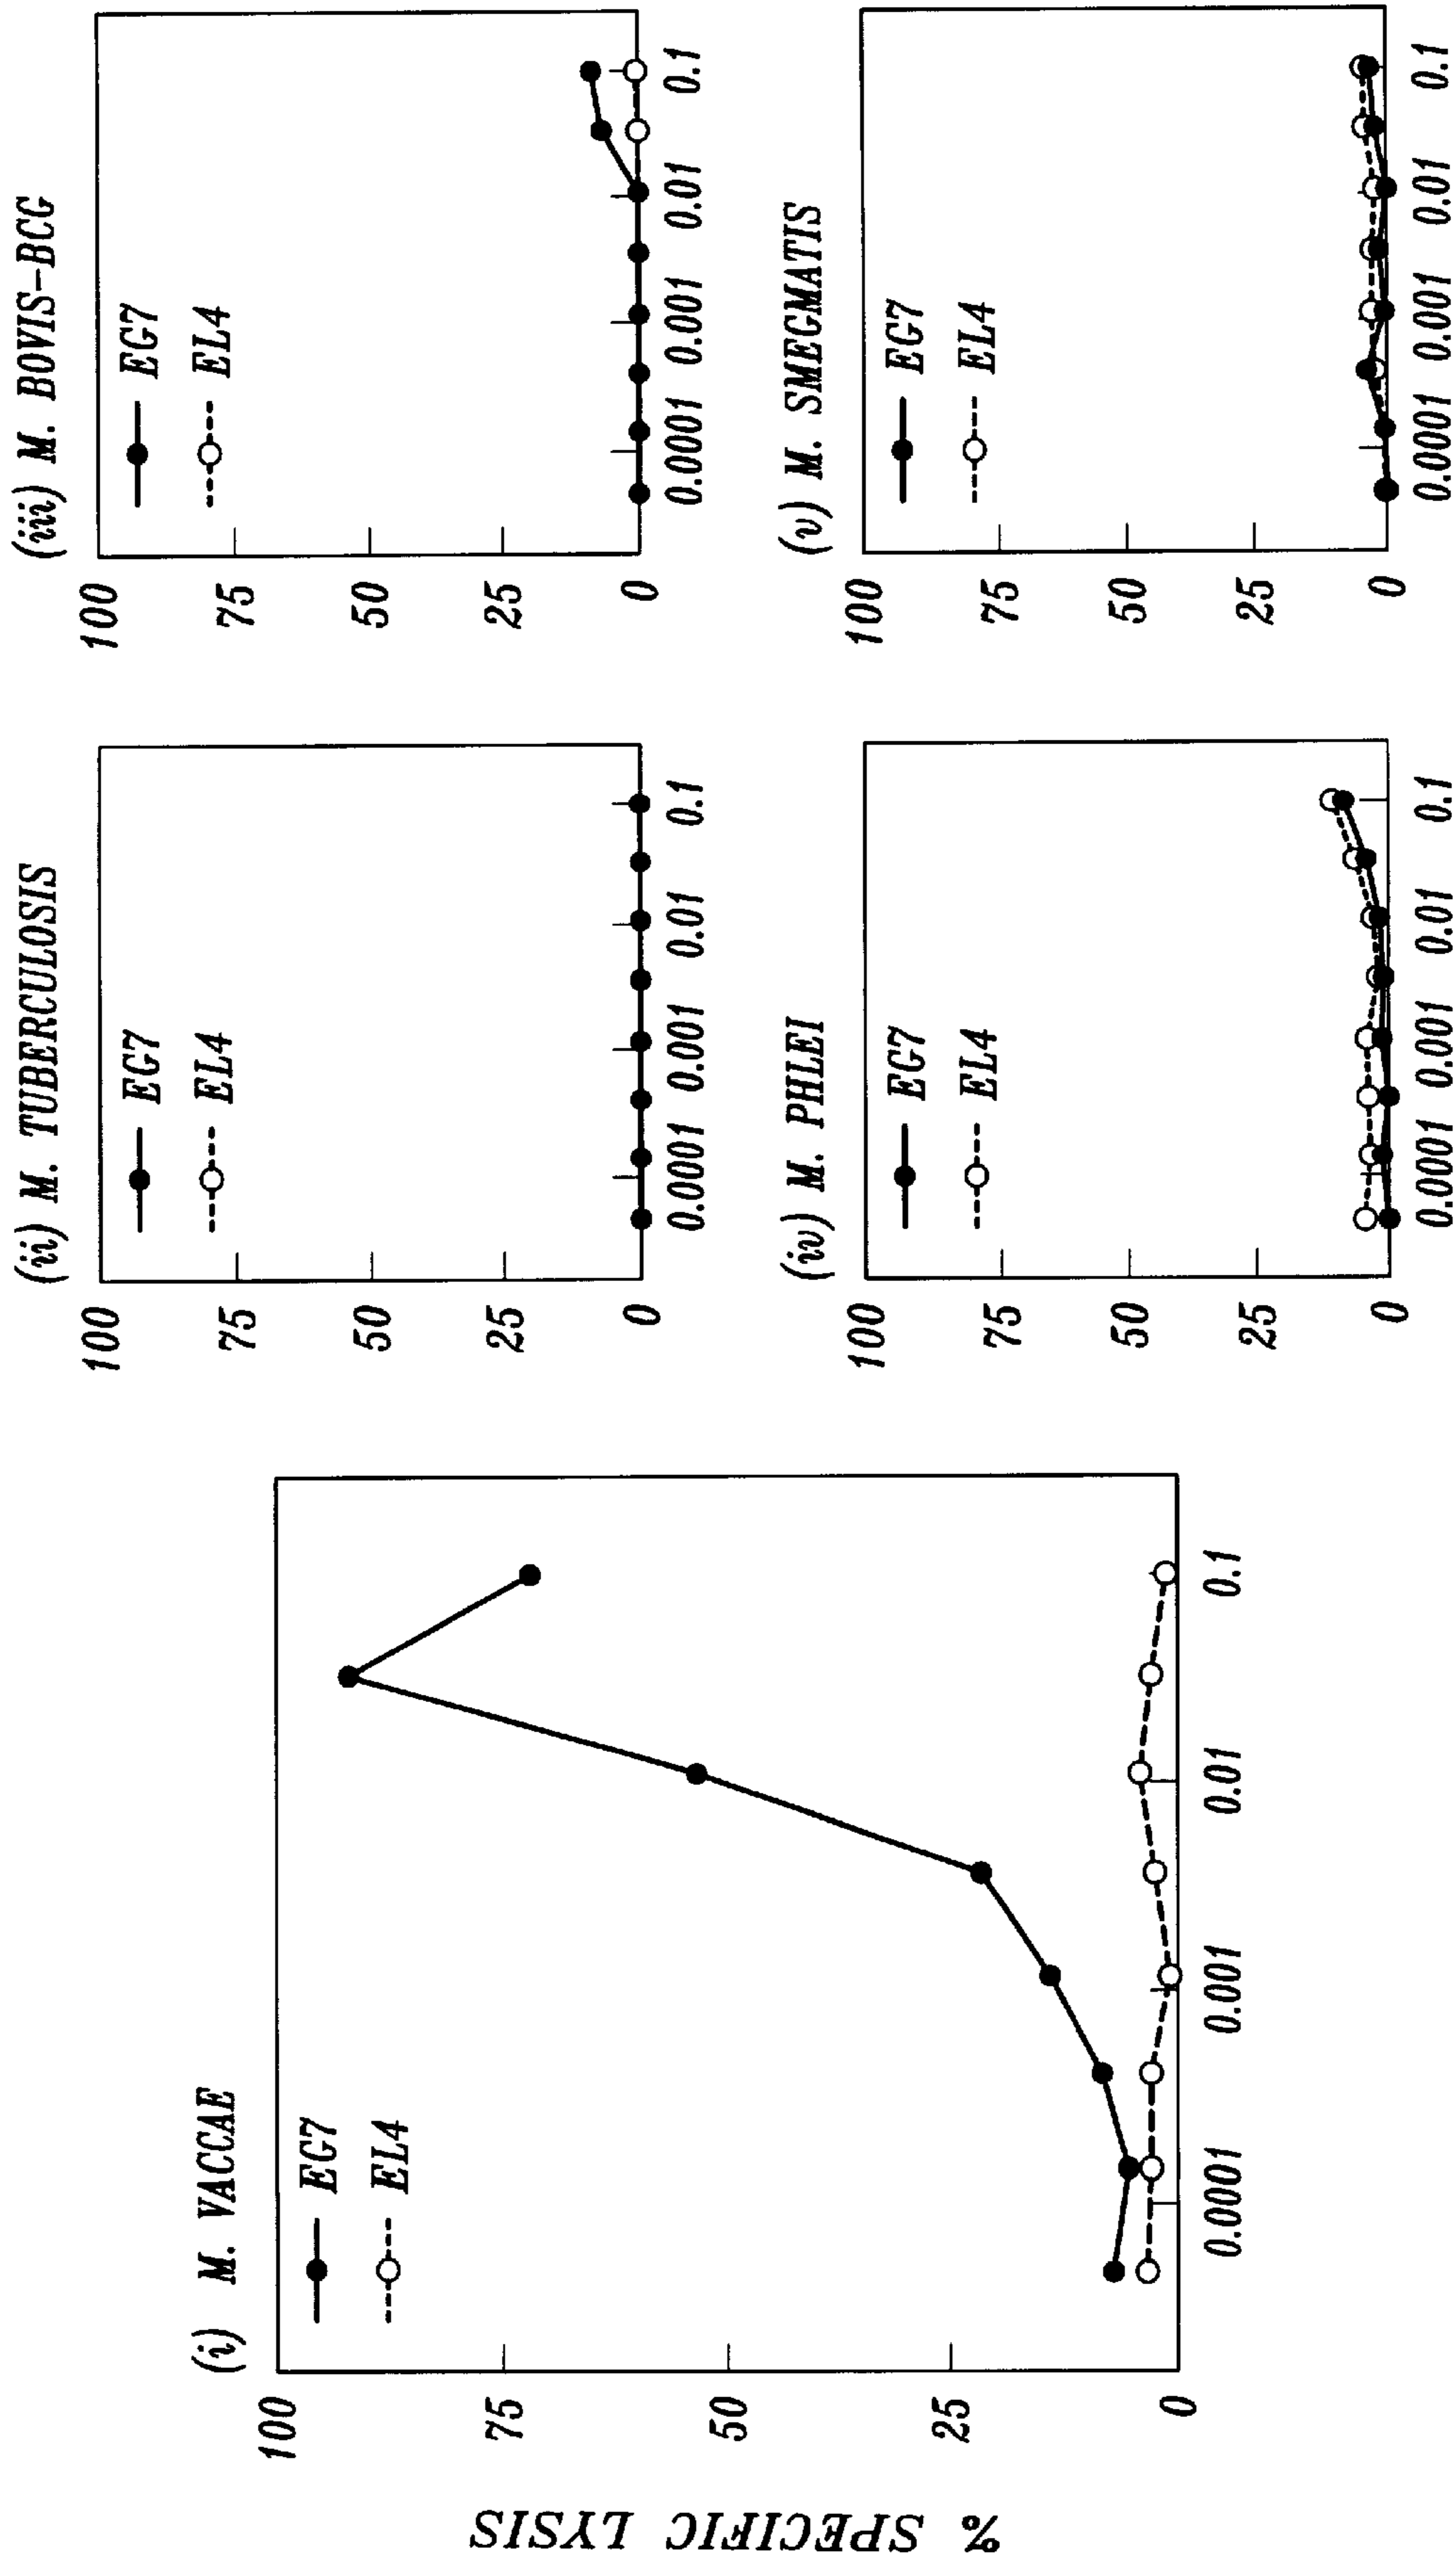 % SPECIFIC LYSIS
(i) M. VACCAE
EG7
EL4
100
75
50
25
0
0.0001 0.001 0.01 0.1
(ii) M. TUBERCULOSIS
EG7
EL4
100
75
50
25
0
0.0001 0.001 0.01 0.1
(iii) M. BOVIS-BCG
EG7
EL4
100
75
50
25
0
0.0001 0.001 0.01 0.1
(iv) M. PHLEI
EG7
EL4
100
75
50
25
0
0.0001 0.001 0.01 0.1
(v) M. SMEGMATIS
EG7
EL4
100
75
50
25
0
0.0001 0.001 0.01 0.1